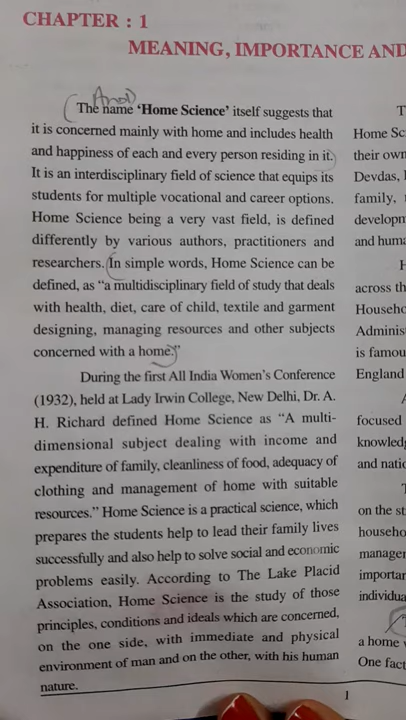 CHAPTER : 1
MEANING, IMPORTANCE AND
And
The name ‘Home Science’ itself suggests that
it is concerned mainly with home and includes health
and happiness of each and every person residing in it.
It is an interdisciplinary field of science that equips its
students for multiple vocational and career options.
Home Science being a very vast field, is defined
differently by various authors, practitioners and
researchers. In simple words, Home Science can be
defined, as “a multidisciplinary field of study that deals
with health, diet, care of child, textile and garment
designing, managing resources and other subjects
concerned with a home.”
During the first All India Women’s Conference
(1932), held at Lady Irwin College, New Delhi, Dr. A.
H. Richard defined Home Science as “A multi-
dimensional subject dealing with income and
expenditure of family, cleanliness of food, adequacy of
clothing and management of home with suitable
resources.” Home Science is a practical science, which
prepares the students help to lead their family lives
successfully and also help to solve social and economic
problems easily. According to The Lake Placid
Association, Home Science is the study of those
principles, conditions and ideals which are concerned,
on the one side, with immediate and physical
environment of man and on the other, with his human
nature.
Home Sc
their own
Devdas,
family,
and huma
across th
Househo
Adminis
is famou
England
focused
knowledg
and natio
on the st
househo
manager
importan
individua
a home
One fact
1